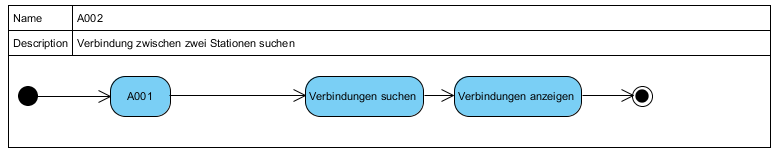 Name A002
Description Verbindung zwischen zwei Stationen suchen
A001 Verbindungen suchen Verbindungen anzeigen